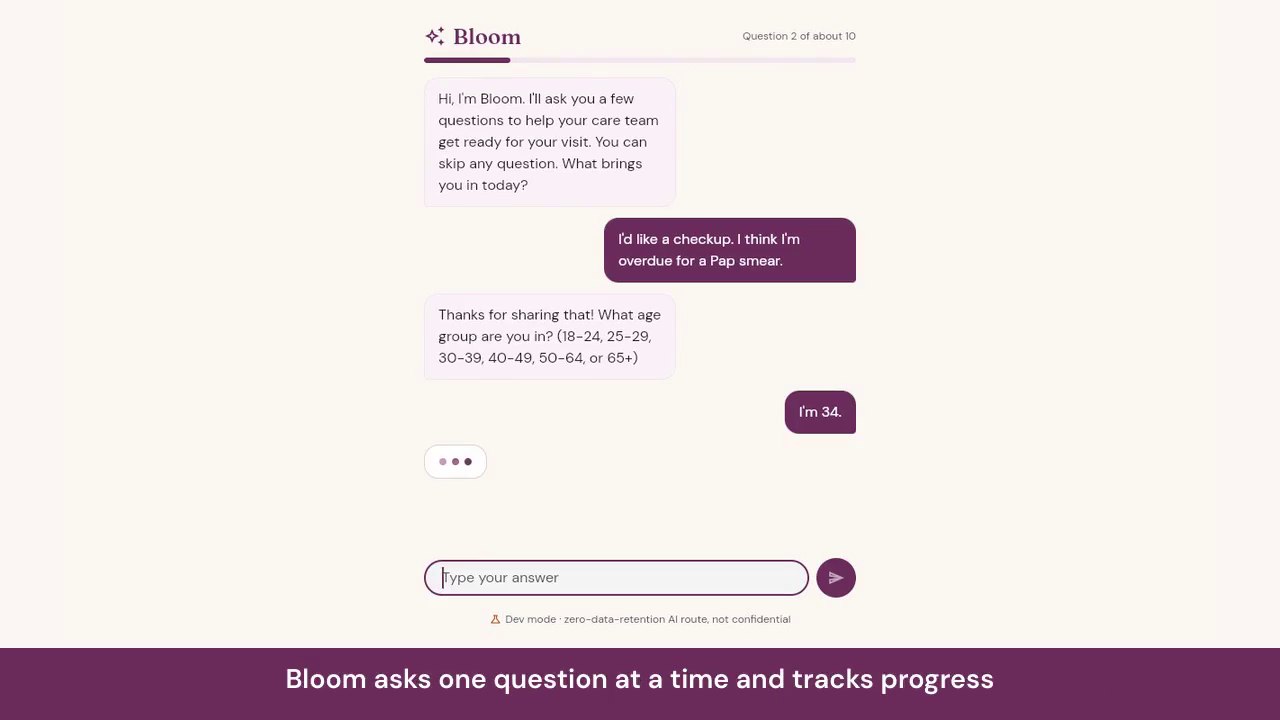 Bloom
Question 2 of about 10
Hi, I'm Bloom. I'll ask you a few
questions to help your care team
get ready for your visit. You can
skip any question. What brings
you in today?
I'd like a checkup. I think I'm
overdue for a Pap smear.
Thanks for sharing that! What age
group are you in? (18-24, 25-29,
30-39, 40-49, 50-64, or 65+)
I'm 34.
Type your answer
Dev mode · zero-data-retention AI route, not confidential
Bloom asks one question at a time and tracks progress